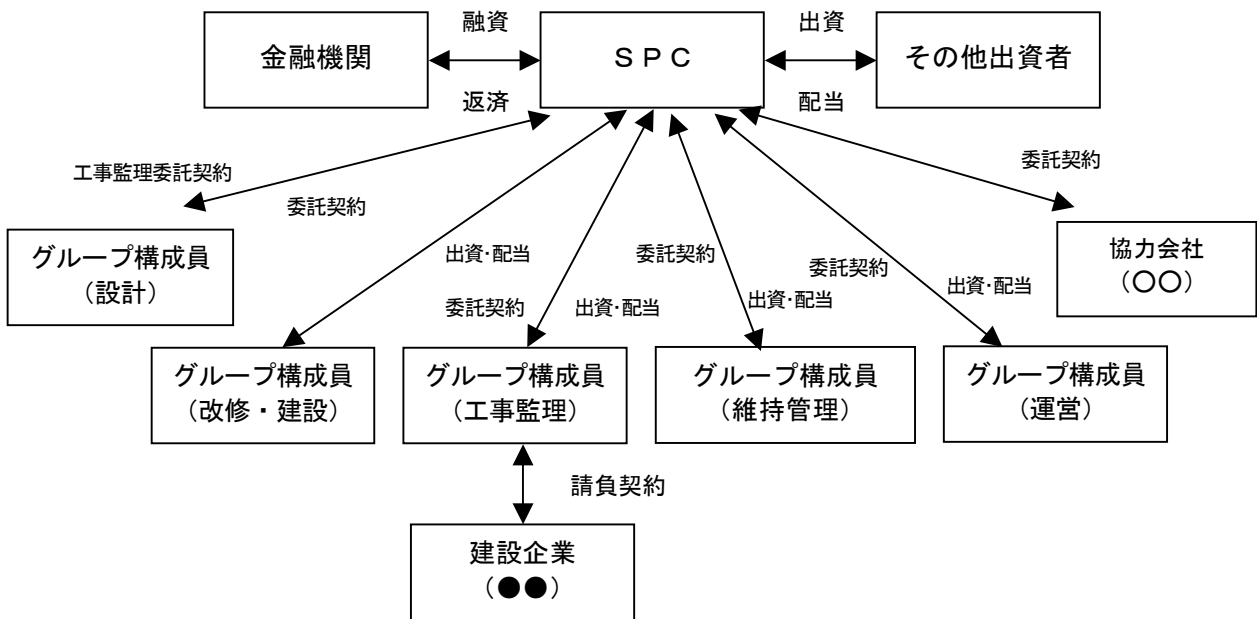 融資
出資
金融機関
ＳＰＣ
その他出資者
返済
配当
工事監理委託契約
委託契約
委託契約
グループ構成員
（設計）
出資・配当
委託契約
委託契約
協力会社
（〇〇）
委託契約
出資・配当
出資・配当
出資・配当
グループ構成員
（改修・建設）
グループ構成員
（工事監理）
グループ構成員
（維持管理）
グループ構成員
（運営）
請負契約
建設企業
（●●）